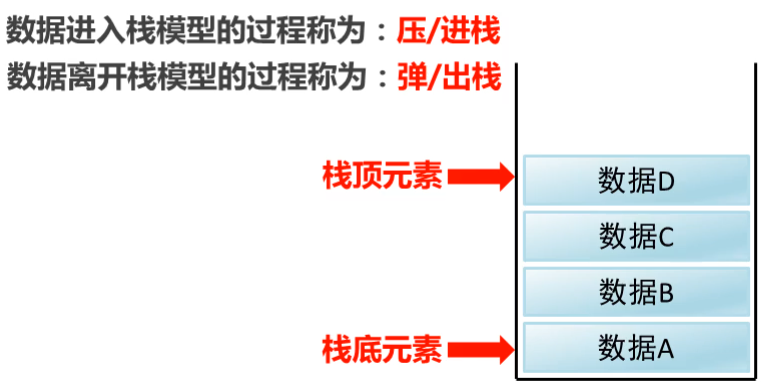 数据进入栈模型的过程称为：压/进栈
数据离开栈模型的过程称为：弹/出栈
栈顶元素
数据D
数据C
数据B
栈底元素
数据A